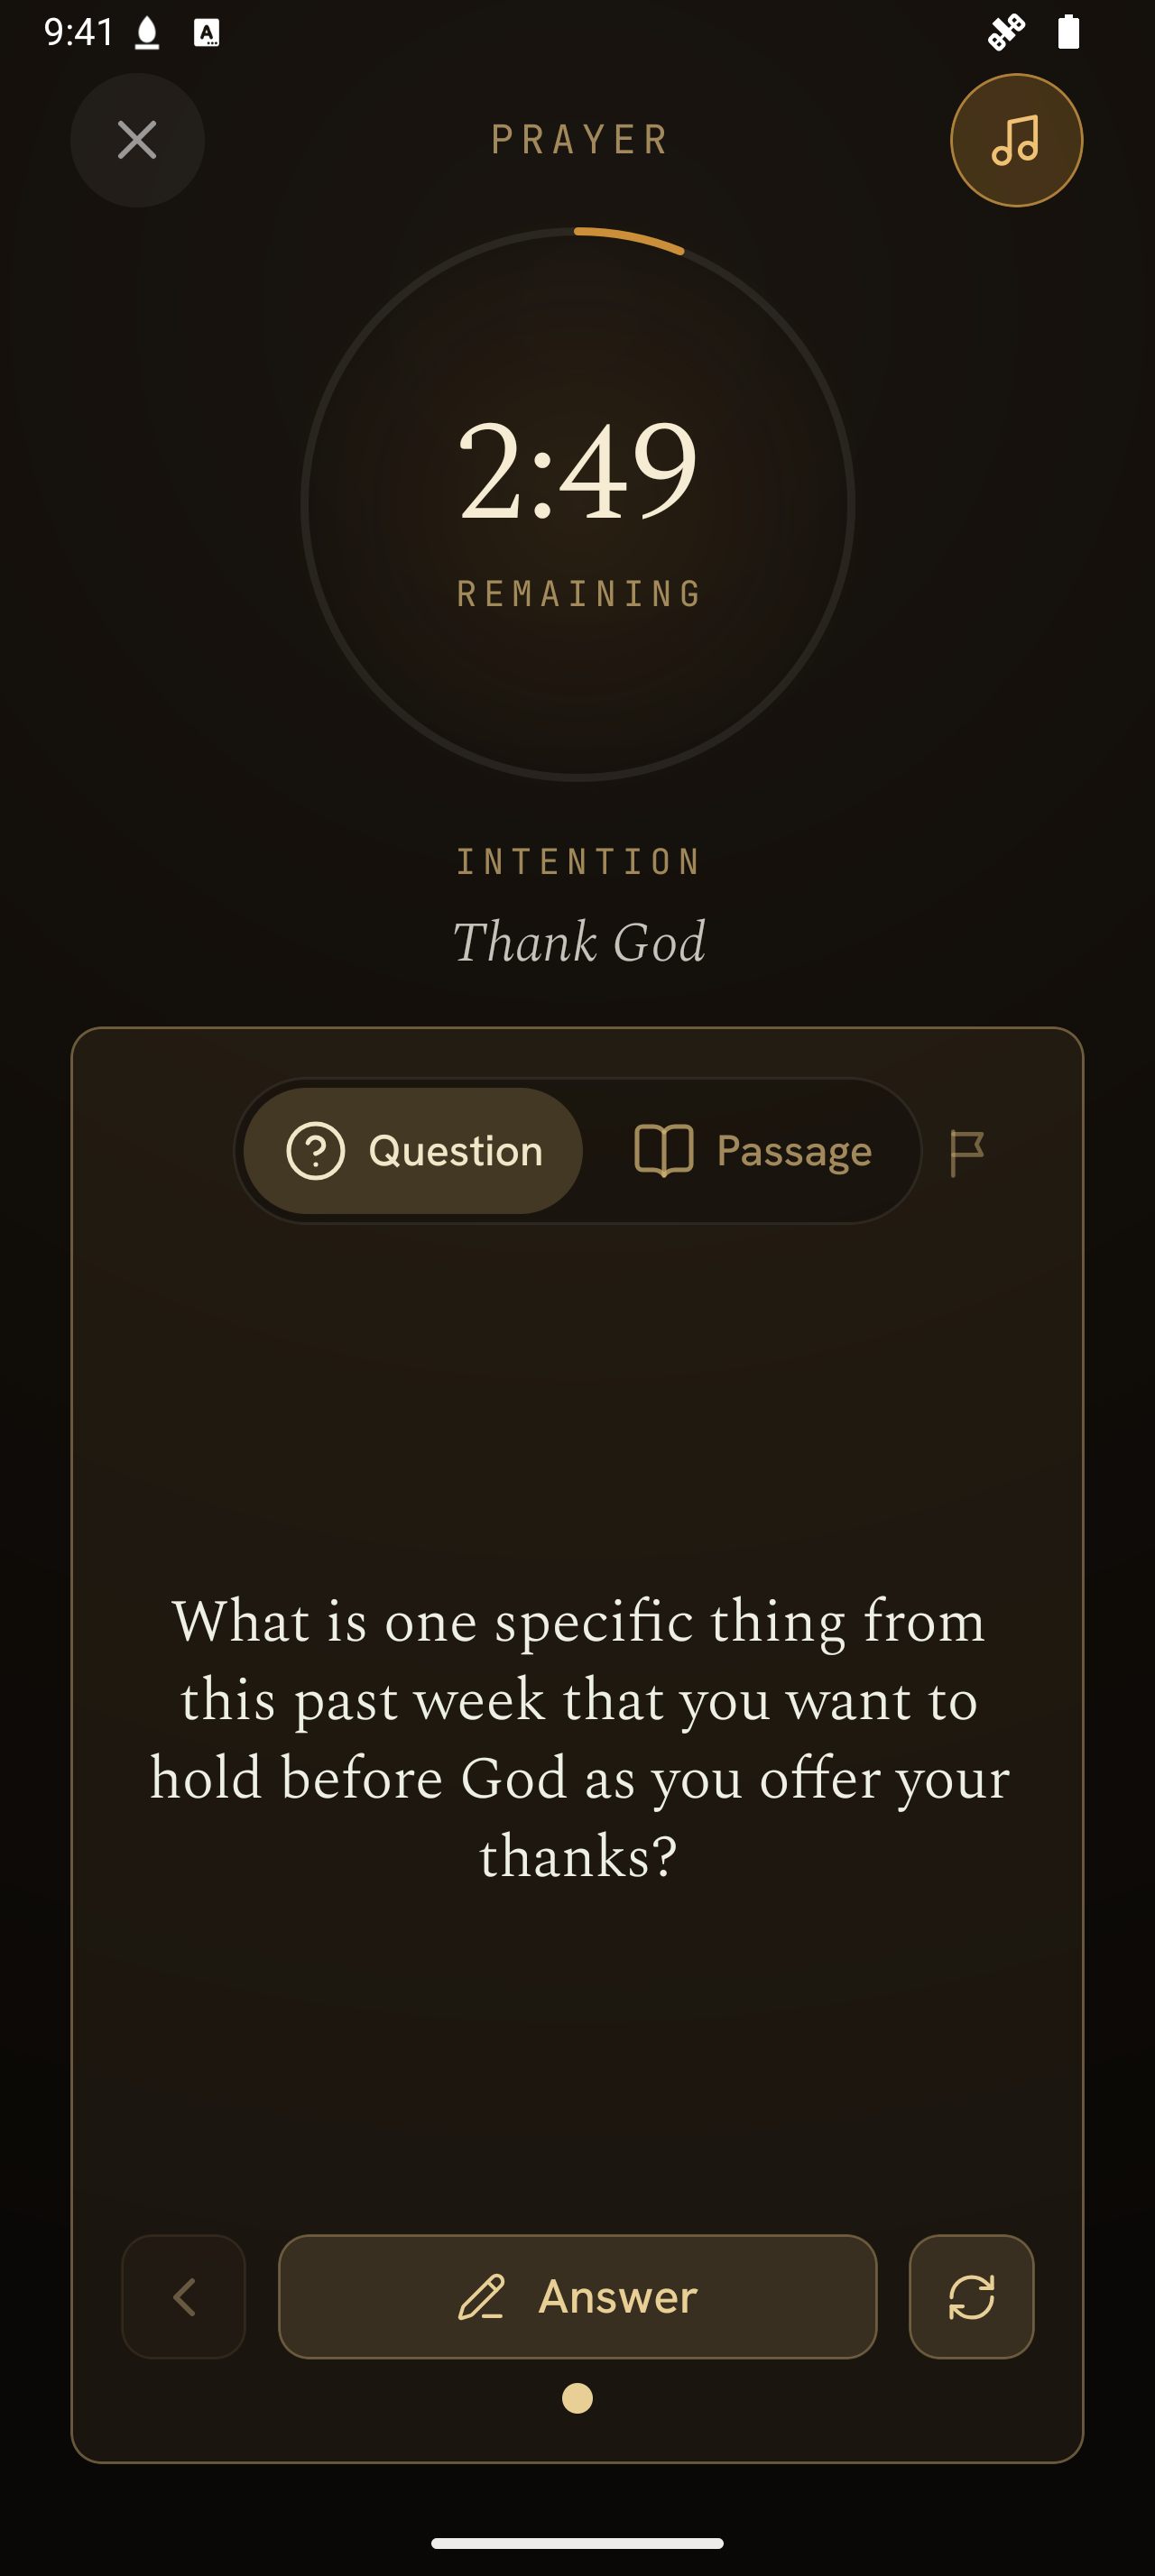 9:41
PRAYER
2:49
REMAINING
INTENTION
Thank God
Question
Passage
What is one specific thing from
this past week that you want to
hold before God as you offer your
thanks?
Answer